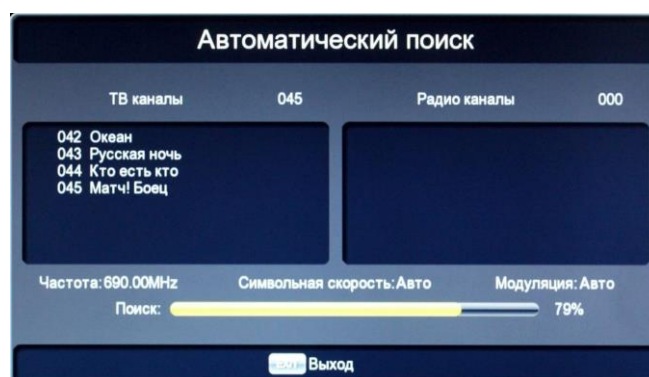 Автоматический поиск
ТВ каналы 045 Радио каналы 000
042 Океан
043 Русская ночь
044 Кто есть кто
045 Матч! Боец
Частота:690.00MHz Символьная скорость:Авто Модуляция:Авто
Поиск: 79%
EXIT Выход